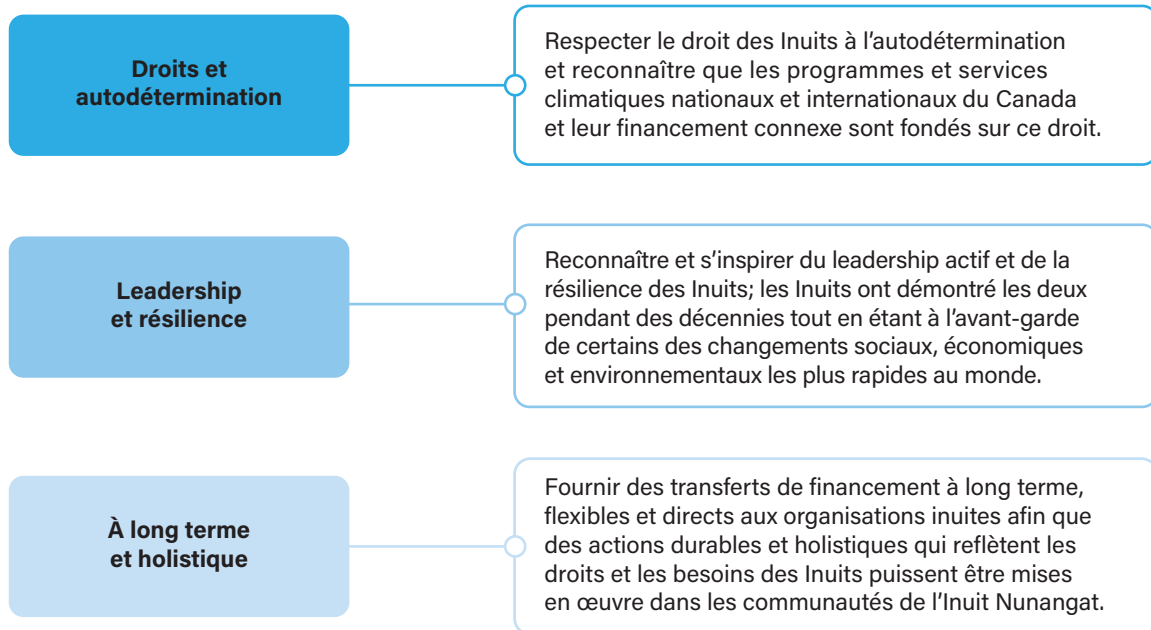 Droits et
autodétermination
Respecter le droit des Inuits à l’autodétermination
et reconnaître que les programmes et services
climatiques nationaux et internationaux du Canada
et leur financement connexe sont fondés sur ce droit.
Leadership
et résilience
Reconnaître et s’inspirer du leadership actif et de la
résilience des Inuits; les Inuits ont démontré les deux
pendant des décennies tout en étant à l’avant-garde
de certains des changements sociaux, économiques
et environnementaux les plus rapides au monde.
À long terme
et holistique
Fournir des transferts de financement à long terme,
flexibles et directs aux organisations inuites afin que
des actions durables et holistiques qui reflètent les
droits et les besoins des Inuits puissent être mises
en œuvre dans les communautés de l’Inuit Nunangat.